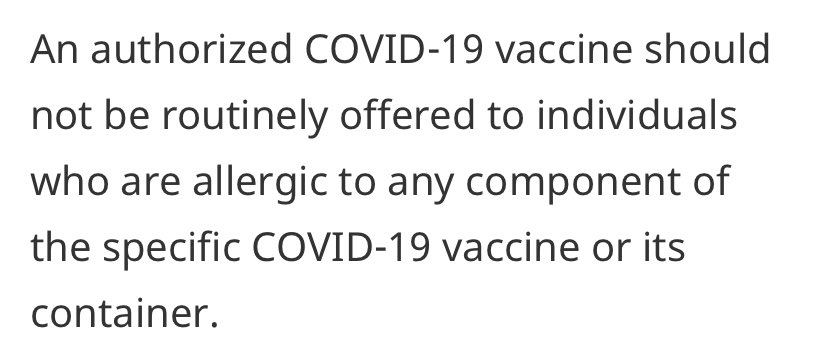 An authorized COVID-19 vaccine should
not be routinely offered to individuals
who are allergic to any component of
the specific COVID-19 vaccine or its
container.